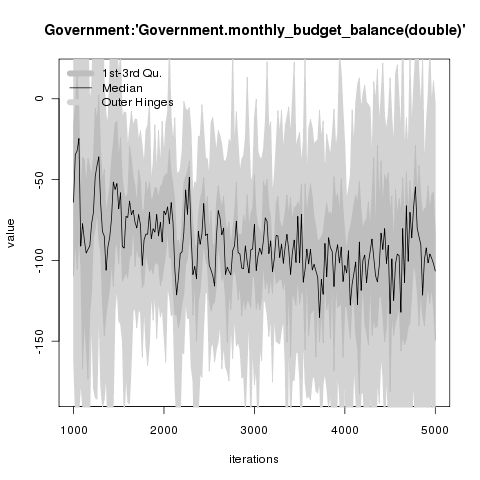 Government:'Government.monthly_budget_balance(double)'
1st-3rd Qu.
Median
Outer Hinges
0
-50
-100
-150
value
1000
2000
3000
4000
5000
iterations